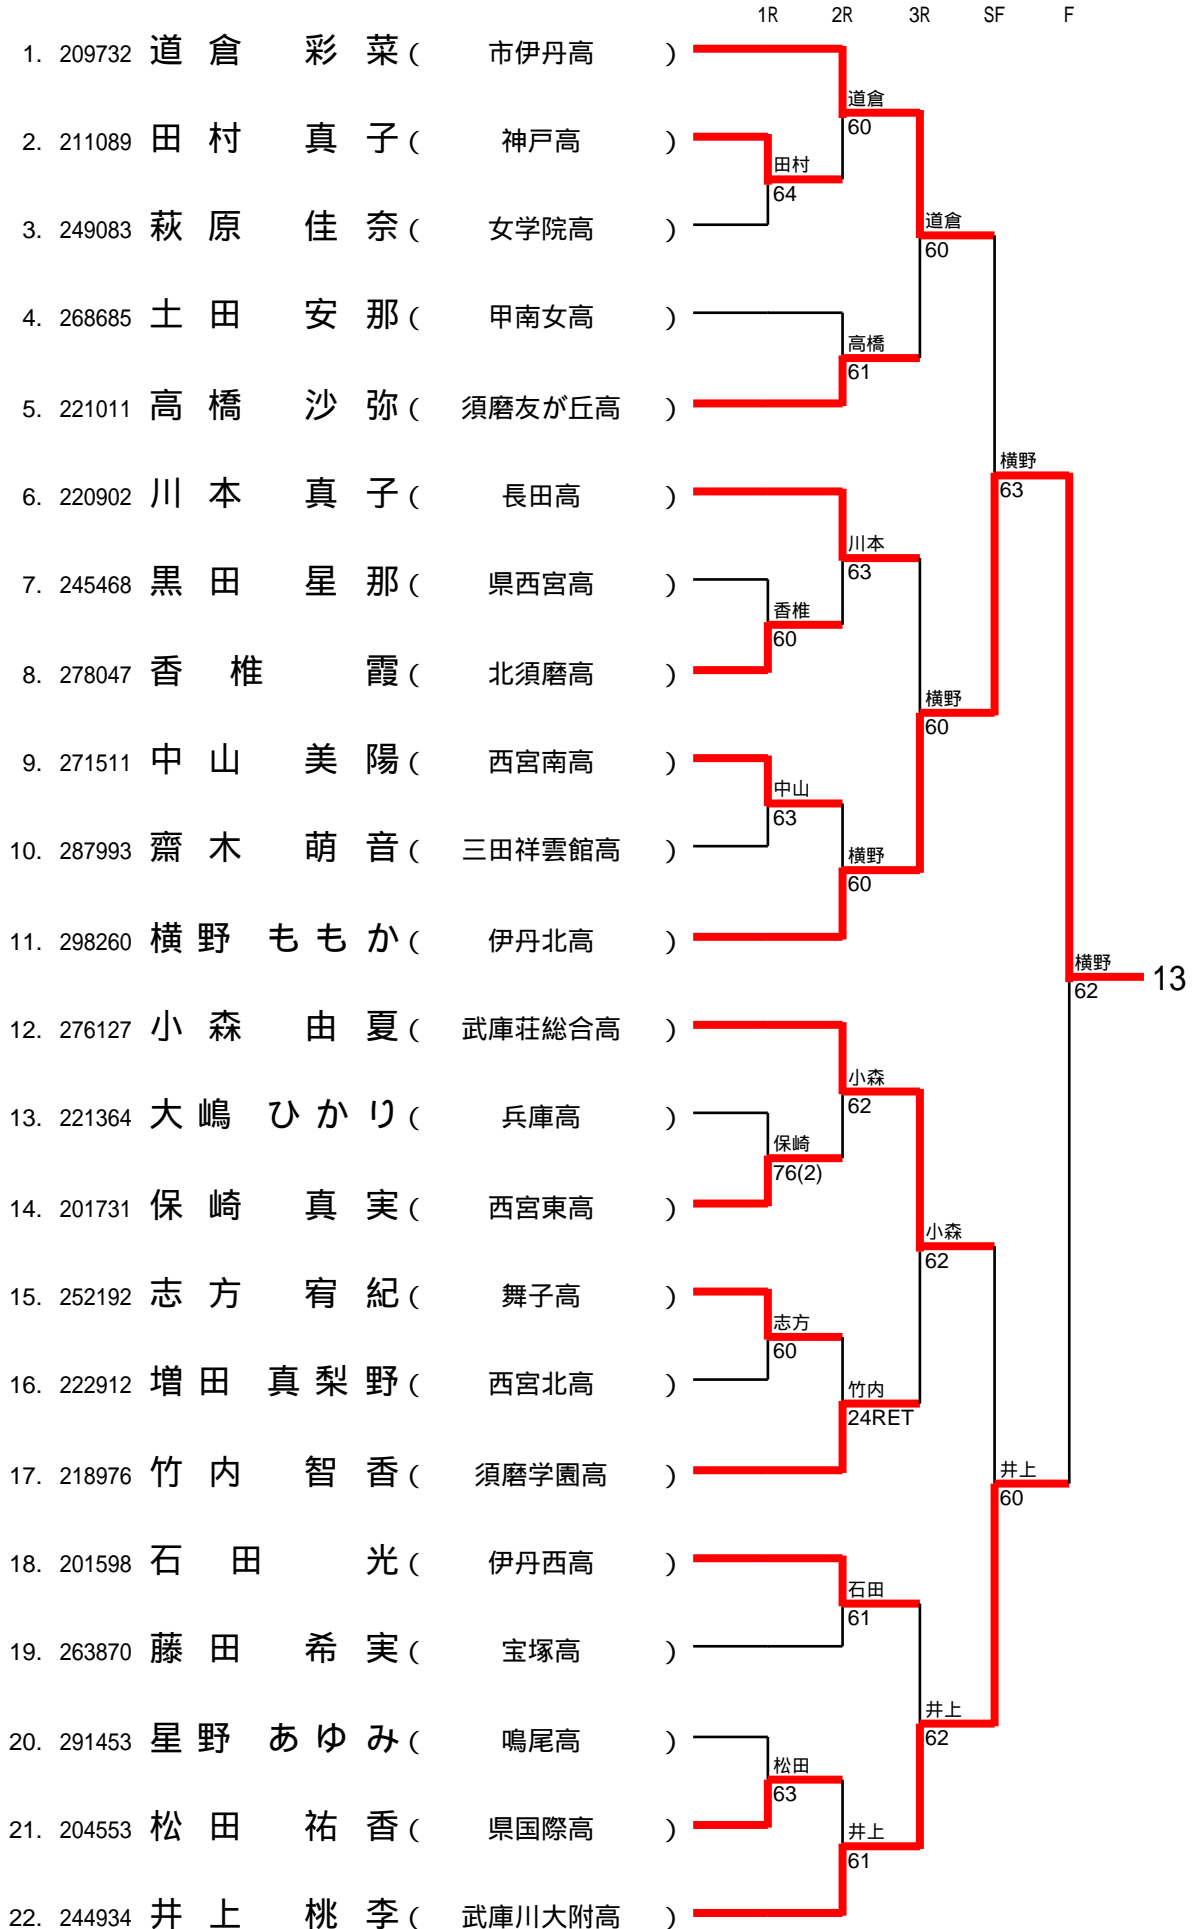 1R 2R 3R SF F
1. 209732 道倉 彩菜 ( 市伊丹高 )
道倉
60
2. 211089 田村 真子 ( 神戸高 )
田村
64
3. 249083 萩原 佳奈 ( 女学院高 )
道倉
60
4. 268685 土田 安那 ( 甲南女高 )
高橋
61
5. 221011 高橋 沙弥 ( 須磨友が丘高 )
横野
63
6. 220902 川本 真子 ( 長田高 )
川本
63
7. 245468 黒田 星那 ( 県西宮高 )
香椎
60
8. 278047 香椎 霞 ( 北須磨高 )
横野
60
9. 271511 中山 美陽 ( 西宮南高 )
中山
63
10. 287993 齋木 萌音 ( 三田祥雲館高 )
横野
60
11. 298260 横野 ももか ( 伊丹北高 )
横野
62
13
12. 276127 小森 由夏 ( 武庫荘総合高 )
小森
62
13. 221364 大嶋 ひかり ( 兵庫高 )
保崎
76(2)
14. 201731 保崎 真実 ( 西宮東高 )
小森
62
15. 252192 志方 宥紀 ( 舞子高 )
志方
60
16. 222912 増田 真梨野 ( 西宮北高 )
竹内
24RET
17. 218976 竹内 智香 ( 須磨学園高 )
井上
60
18. 201598 石田 光 ( 伊丹西高 )
石田
61
19. 263870 藤田 希実 ( 宝塚高 )
井上
62
20. 291453 星野 あゆみ ( 鳴尾高 )
松田
63
21. 204553 松田 祐香 ( 県国際高 )
井上
61
22. 244934 井上 桃李 ( 武庫川大附高 )